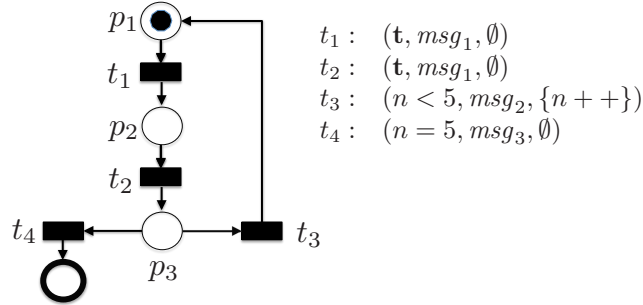 p₁
t₁
p₂
t₂
t₄
t₃
p₃
t₁ : (𝐭, msg₁, ∅)
t₂ : (𝐭, msg₁, ∅)
t₃ : (n < 5, msg₂, {n + +})
t₄ : (n = 5, msg₃, ∅)